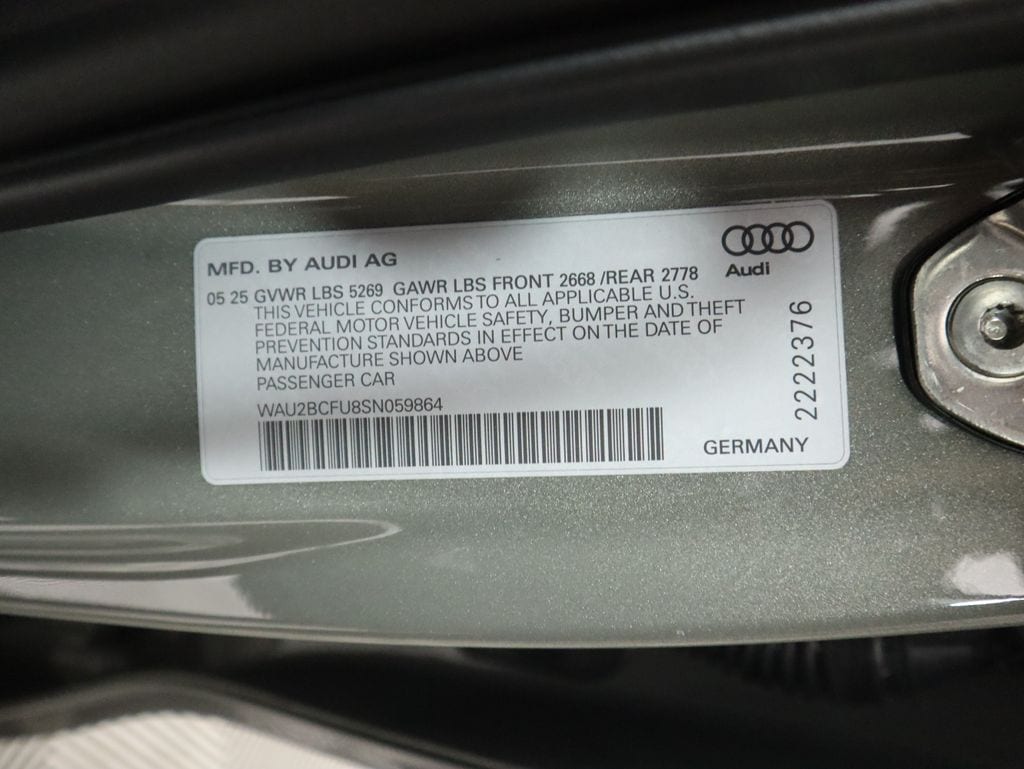 MFD. BY AUDI AG
Audi
05 25 GVWR LBS 5269 GAWR LBS FRONT 2668 /REAR 2778
THIS VEHICLE CONFORMS TO ALL APPLICABLE U.S.
FEDERAL MOTOR VEHICLE SAFETY, BUMPER AND THEFT
PREVENTION STANDARDS IN EFFECT ON THE DATE OF
MANUFACTURE SHOWN ABOVE
PASSENGER CAR
WAU2BCFU8SN059864
2222376
GERMANY